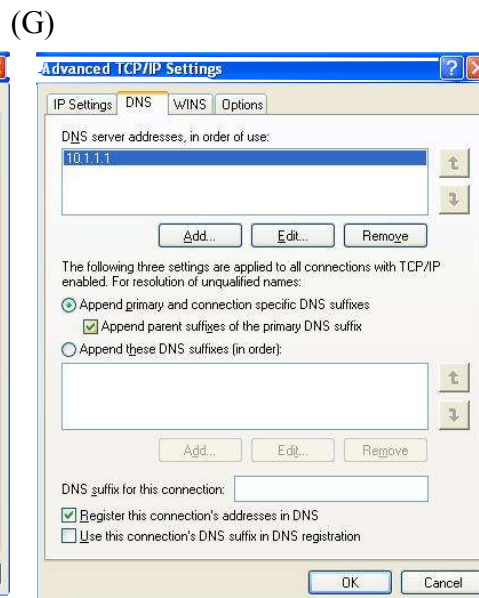 (G)
Advanced TCP/IP Settings
IP Settings DNS WINS Options
DNS server addresses, in order of use:
10.1.1.1
Add... Edit... Remove
The following three settings are applied to all connections with TCP/IP
enabled. For resolution of unqualified names:
Append primary and connection specific DNS suffixes
Append parent suffixes of the primary DNS suffix
Append these DNS suffixes (in order):
Add... Edit... Remove
DNS suffix for this connection:
Register this connection's addresses in DNS
Use this connection's DNS suffix in DNS registration
OK Cancel